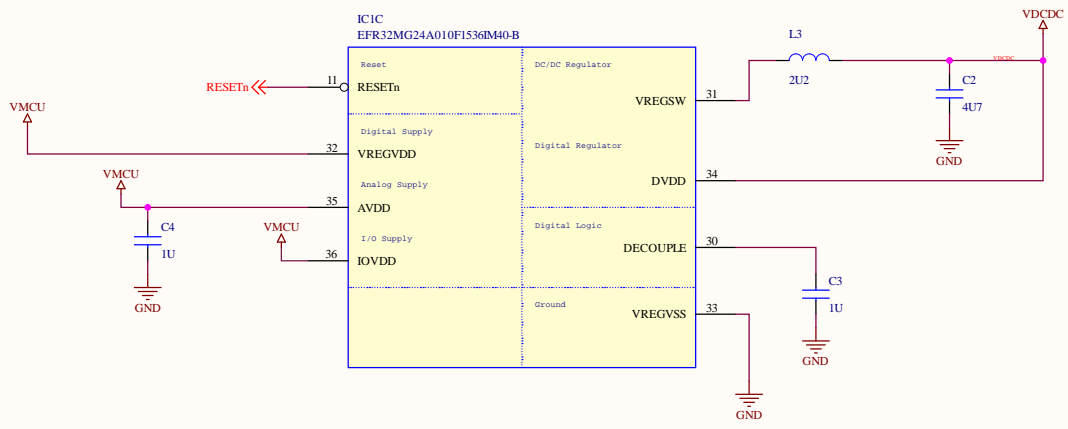 IC1C
EFR32MG24A010F1536IM40-B
VDCDC
L3
2U2
VDCDC
C2
4U7
GND
Reset
DC/DC Regulator
RESETn
11
RESETn
VREGSW
31
VMCU
Digital Supply
32
VREGVDD
Digital Regulator
DVDD
34
VMCU
Analog Supply
35
AVDD
C4
1U
GND
VMCU
I/O Supply
36
IOVDD
Digital Logic
DECOUPLE
30
C3
1U
GND
Ground
VREGVSS
33
GND